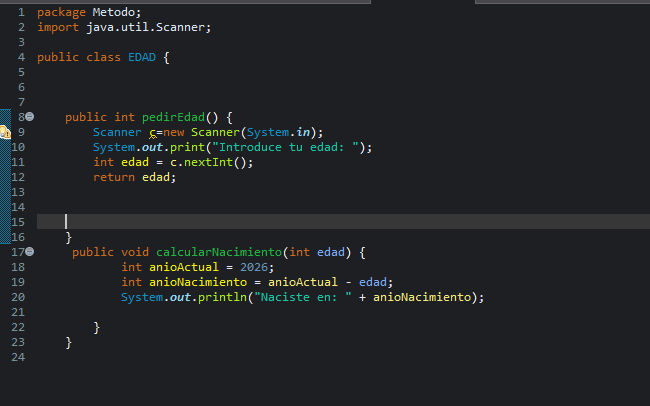 1 package Metodo;
2 import java.util.Scanner;
3
4 public class EDAD {
5
6
7
8 public int pedirEdad() {
9 Scanner c=new Scanner(System.in);
10 System.out.print("Introduce tu edad: ");
11 int edad = c.nextInt();
12 return edad;
13
14
15
16 }
17 public void calcularNacimiento(int edad) {
18 int anioActual = 2026;
19 int anioNacimiento = anioActual - edad;
20 System.out.println("Naciste en: " + anioNacimiento);
21
22 }
23 }
24